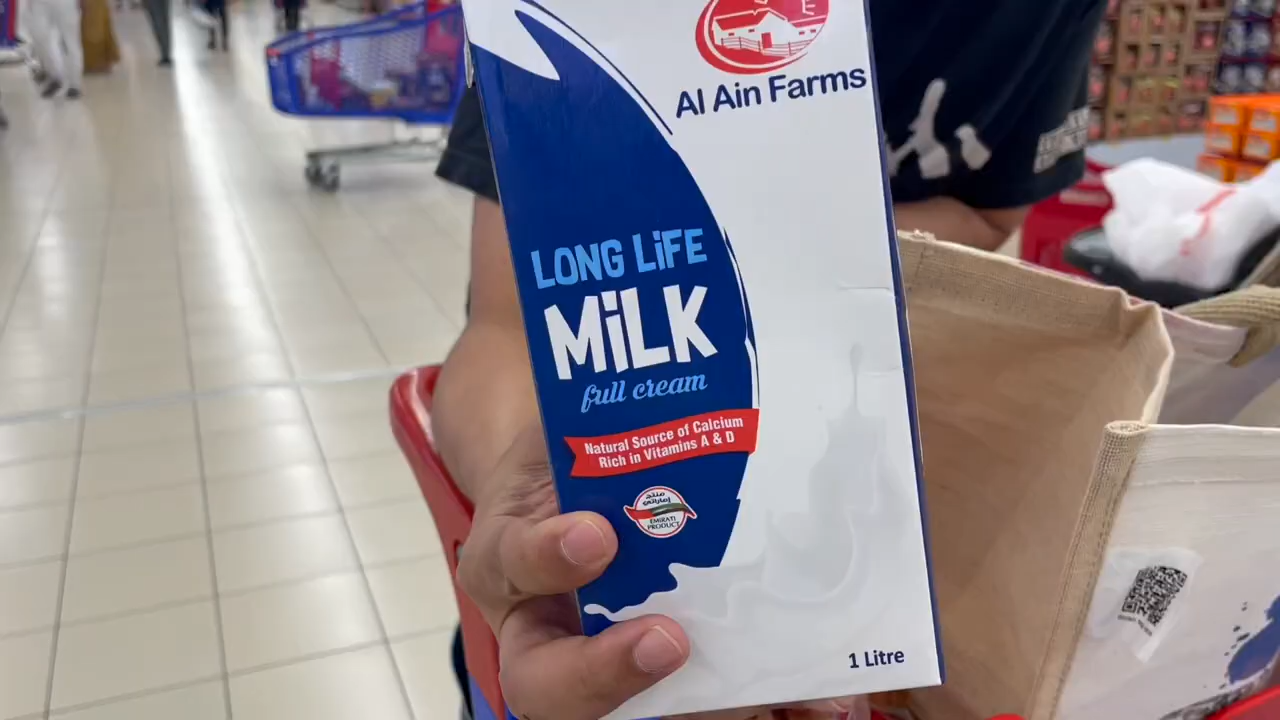 Al Ain Farms
LONG LiFE
MiLK
full cream
Natural Source of Calcium
Rich in Vitamins A & D
منتج
إماراتي
EMIRATI
PRODUCT
1 Litre